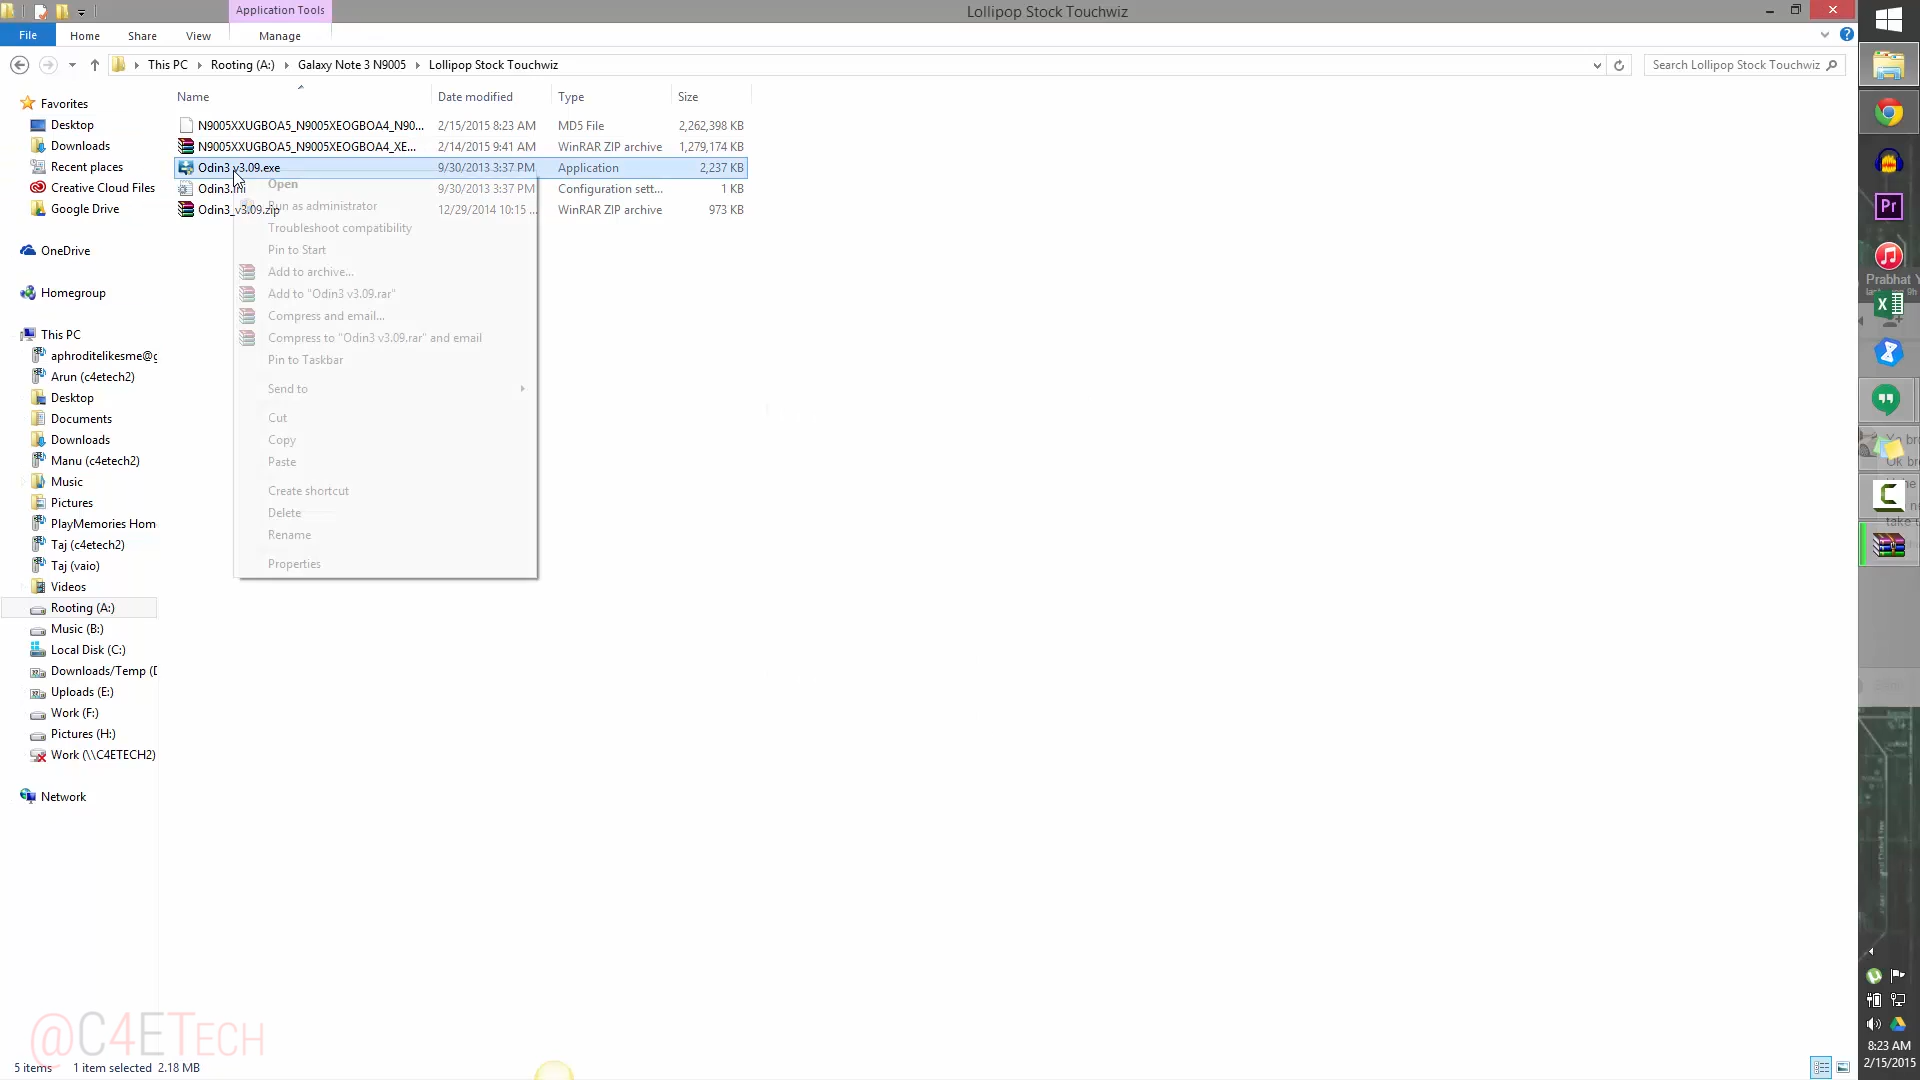 Application Tools
Lollipop Stock Touchwiz
File
Home
Share
View
Manage
This PC
Rooting (A:)
Galaxy Note 3 N9005
Lollipop Stock Touchwiz
Search Lollipop Stock Touchwiz
Name
Date modified
Type
Size
N9005XXUGBOA5_N9005XEOGBOA4_N90...
2/15/2015 8:23 AM
MD5 File
2,262,398 KB
N9005XXUGBOA5_N9005XEOGBOA4_XE...
2/14/2015 9:41 AM
WinRAR ZIP archive
1,279,174 KB
Odin3 v3.09.exe
9/30/2013 3:37 PM
Application
2,237 KB
Odin3.ini
9/30/2013 3:37 PM
Configuration sett...
1 KB
Odin3_v3.09.zip
12/29/2014 10:15 ...
WinRAR ZIP archive
973 KB
Open
Run as administrator
Troubleshoot compatibility
Pin to Start
Add to archive...
Add to "Odin3 v3.09.rar"
Compress and email...
Compress to "Odin3 v3.09.rar" and email
Pin to Taskbar
Send to
Cut
Copy
Paste
Create shortcut
Delete
Rename
Properties
Favorites
Desktop
Downloads
Recent places
Creative Cloud Files
Google Drive
OneDrive
Homegroup
This PC
aphroditelikesme@g
Arun (c4etech2)
Desktop
Documents
Downloads
Manu (c4etech2)
Music
Pictures
PlayMemories Hom
Taj (c4etech2)
Taj (vaio)
Videos
Rooting (A:)
Music (B:)
Local Disk (C:)
Downloads/Temp (D
Uploads (E:)
Work (F:)
Pictures (H:)
Work (\\C4ETECH2)
Network
@C4ETech
5 items
1 item selected 2.18 MB
Pr
Prabhat Y
8:23 AM
2/15/2015